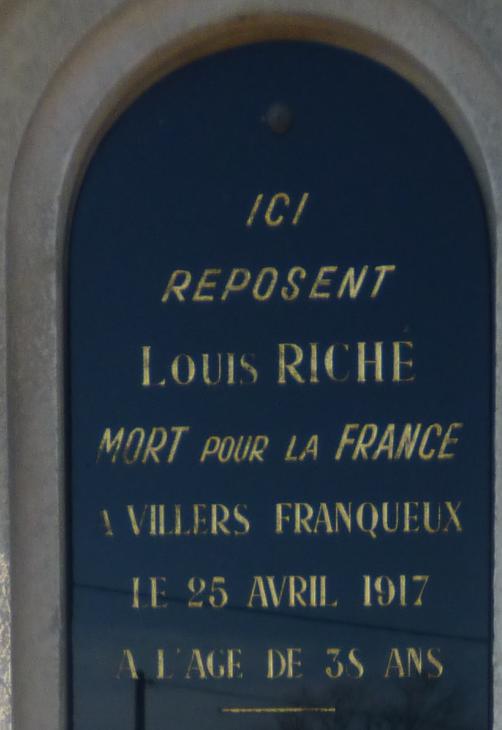 ICI
REPOSENT
LOUIS RICHÉ
MORT POUR LA FRANCE
A VILLERS FRANQUEUX
LE 25 AVRIL 1917
A L'AGE DE 38 ANS